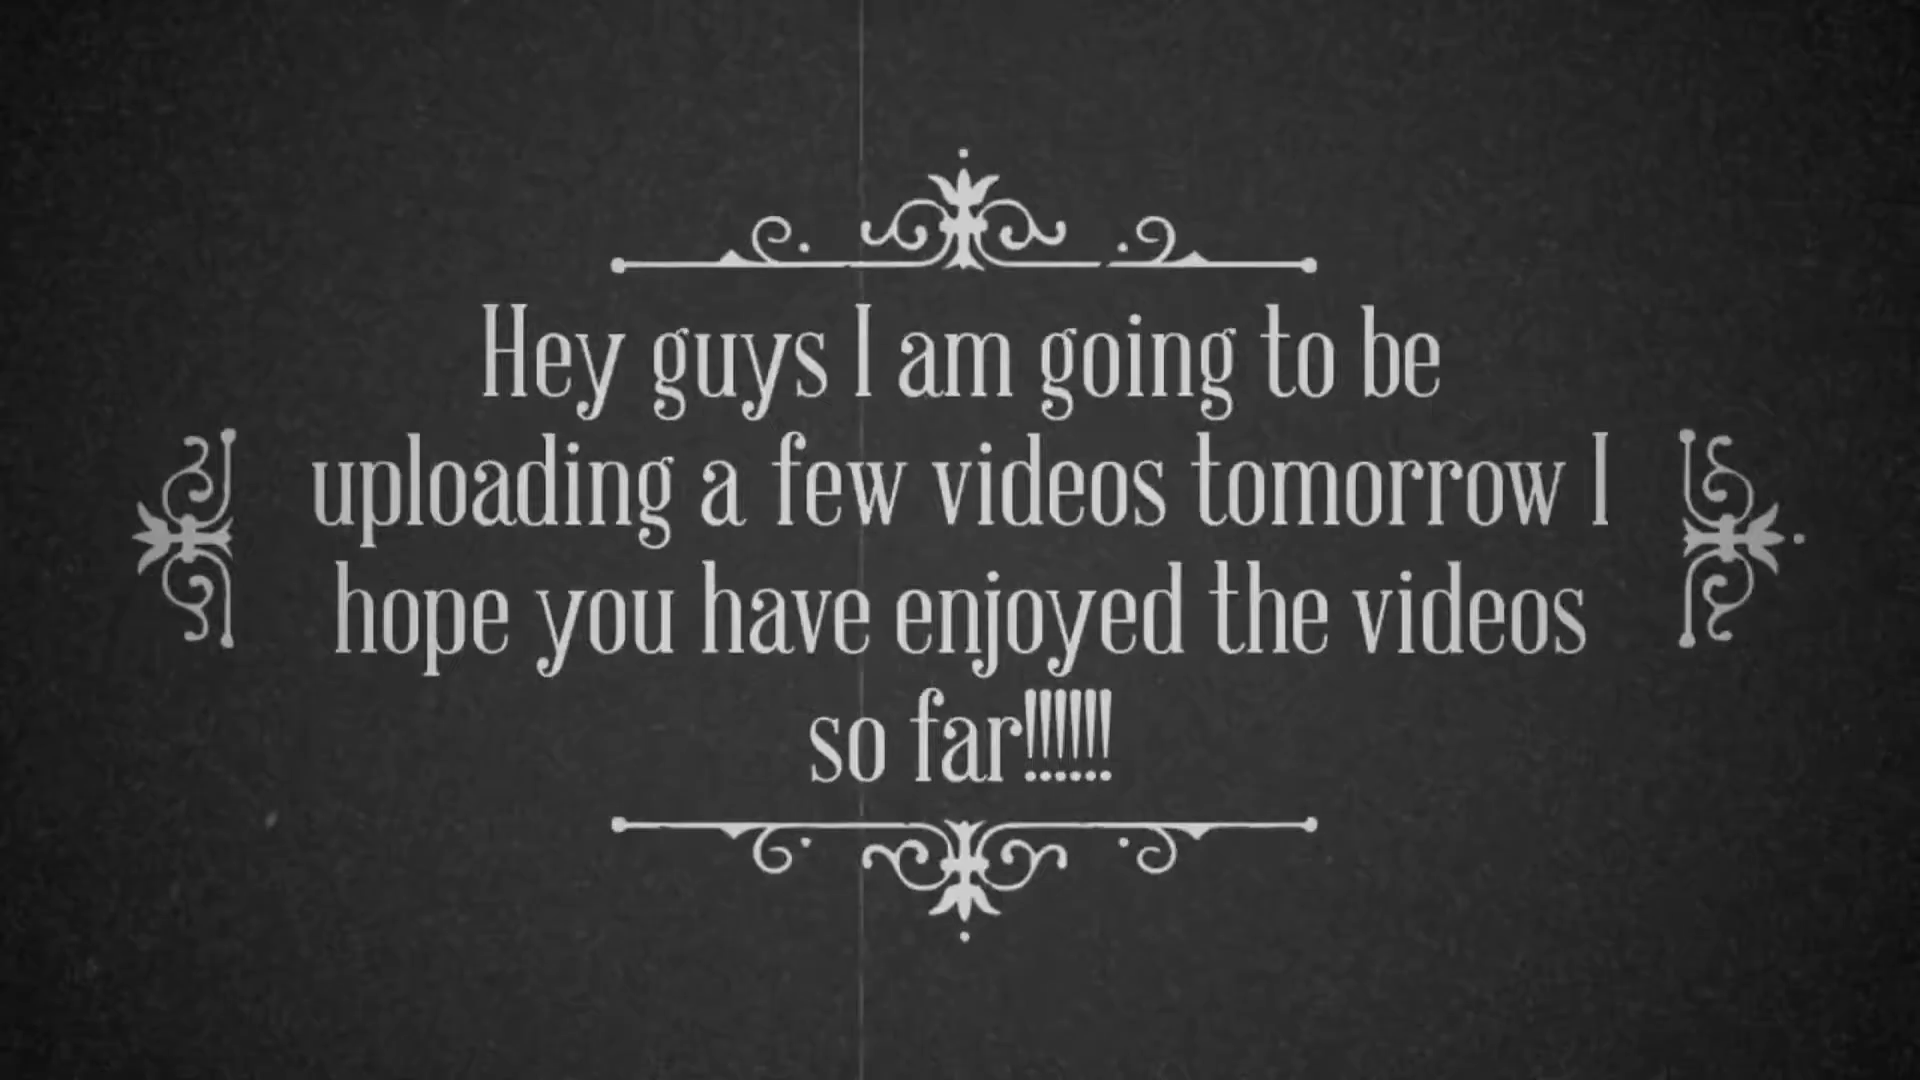 Hey guys I am going to be
uploading a few videos tomorrow I
hope you have enjoyed the videos
so far!!!!!!